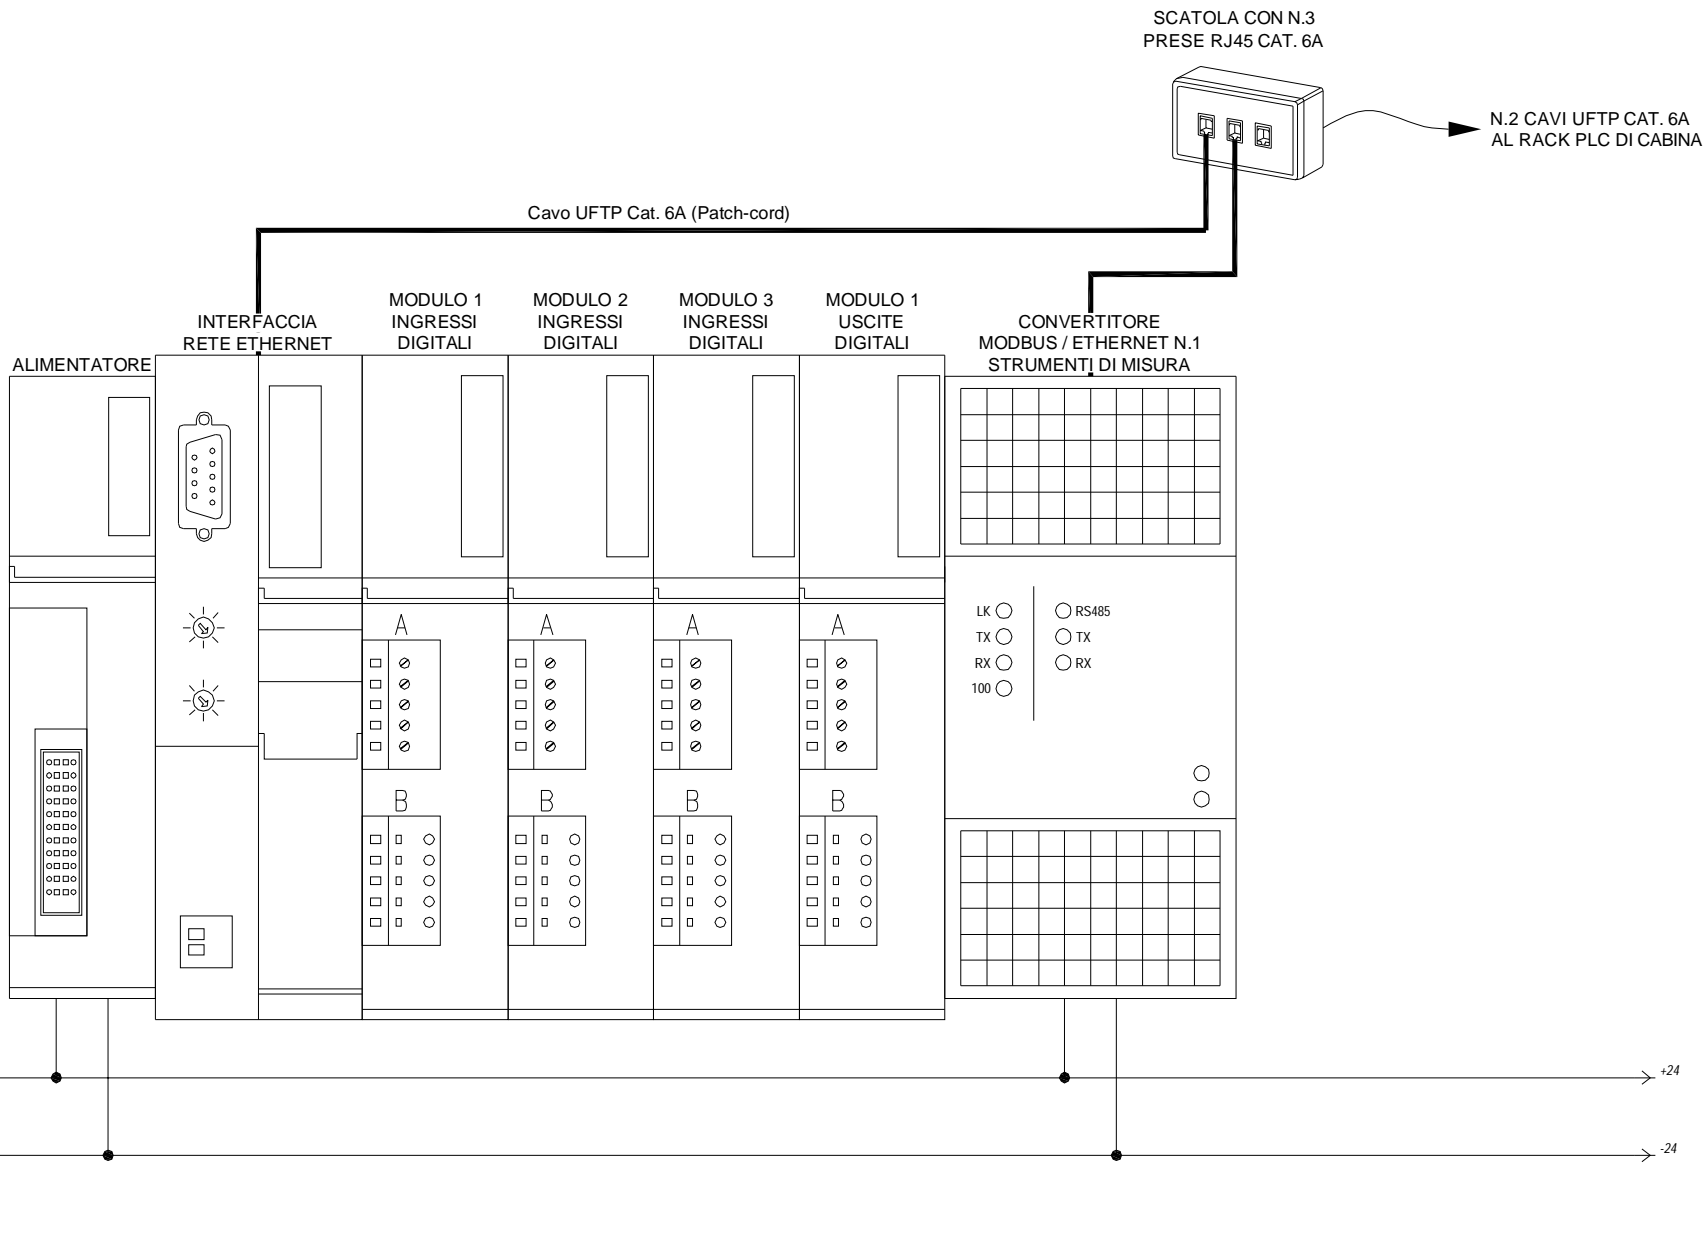 SCATOLA CON N.3
PRESE RJ45 CAT. 6A
N.2 CAVI UFTP CAT. 6A
AL RACK PLC DI CABINA
Cavo UFTP Cat. 6A (Patch-cord)
ALIMENTATORE
INTERFACCIA
RETE ETHERNET
MODULO 1
INGRESSI
DIGITALI
MODULO 2
INGRESSI
DIGITALI
MODULO 3
INGRESSI
DIGITALI
MODULO 1
USCITE
DIGITALI
CONVERTITORE
MODBUS / ETHERNET N.1
STRUMENTI DI MISURA
A
A
A
A
LK
RS485
TX
TX
RX
RX
100
B
B
B
B
+24
-24